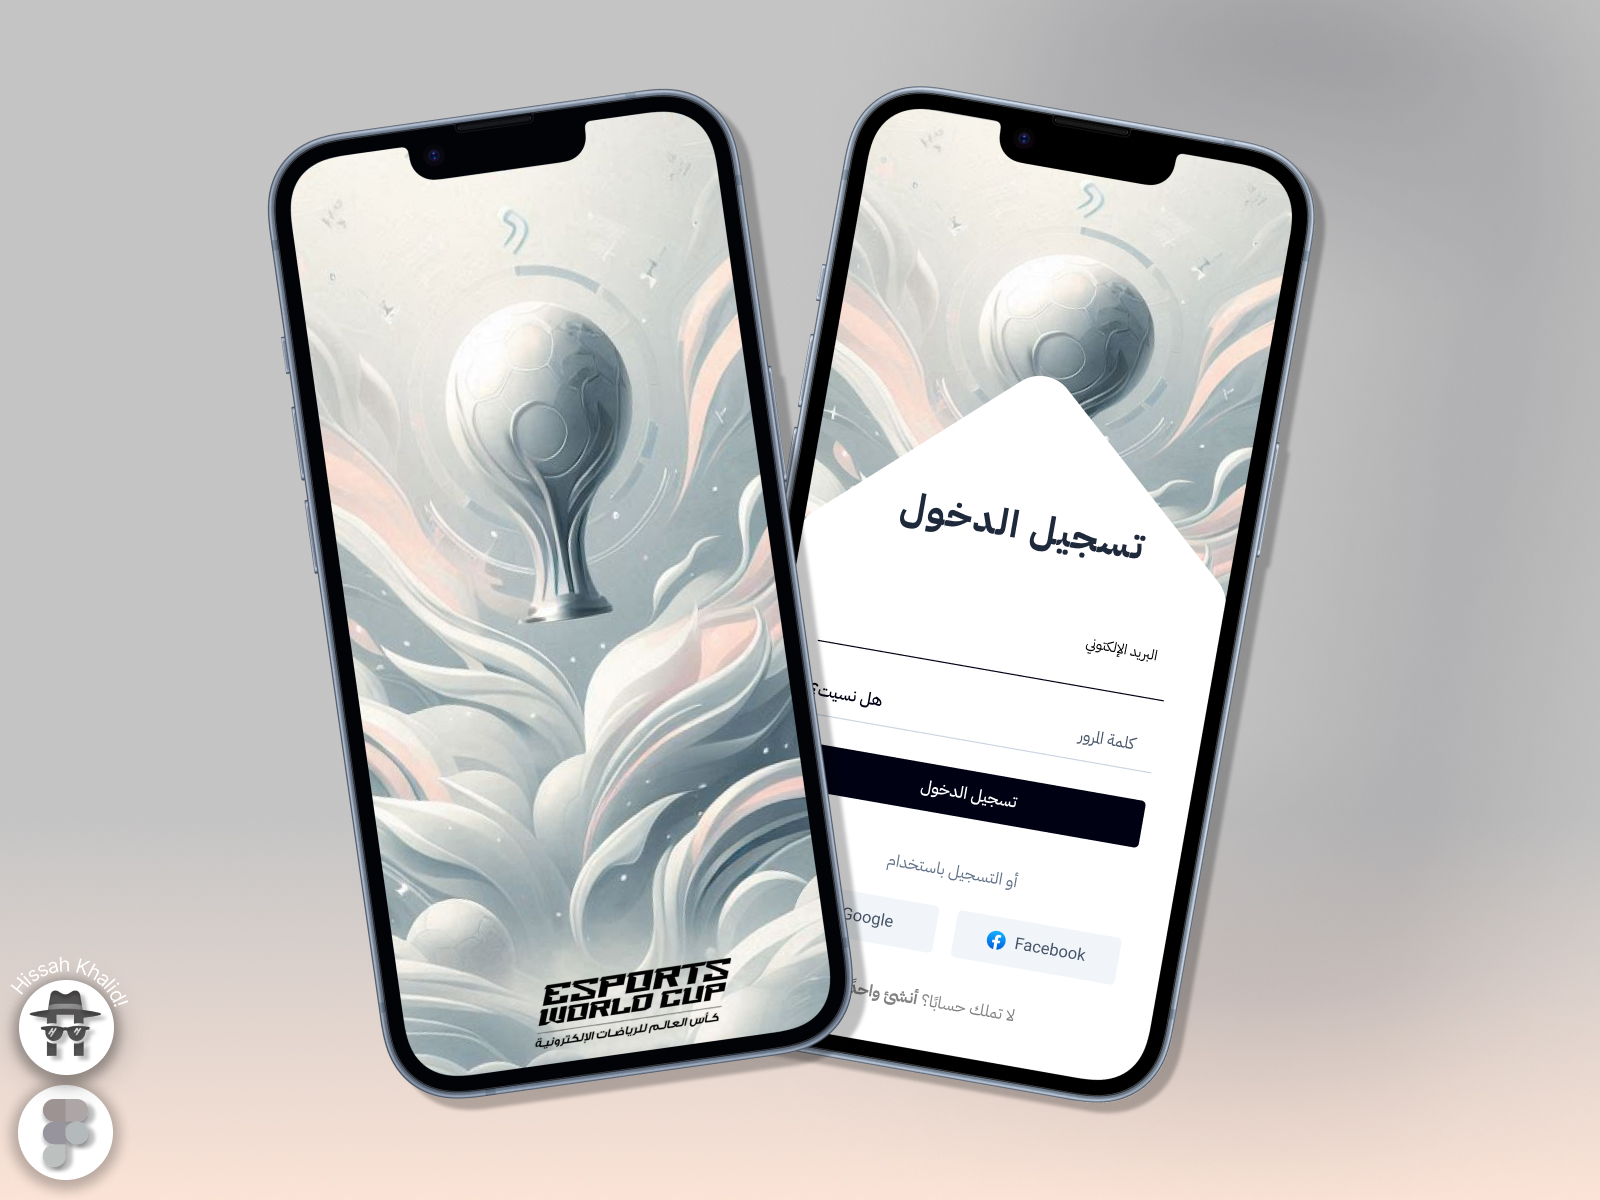 ESPORTS
WORLD CUP
كأس العالم للرياضات الإلكترونية
تسجيل الدخول
البريد الإلكتوني
هل نسيت؟
كلمة المرور
تسجيل الدخول
أو التسجيل باستخدام
Google
Facebook
لا تملك حسابًا؟ أنشئ واحدًا
Hissah Khalid!